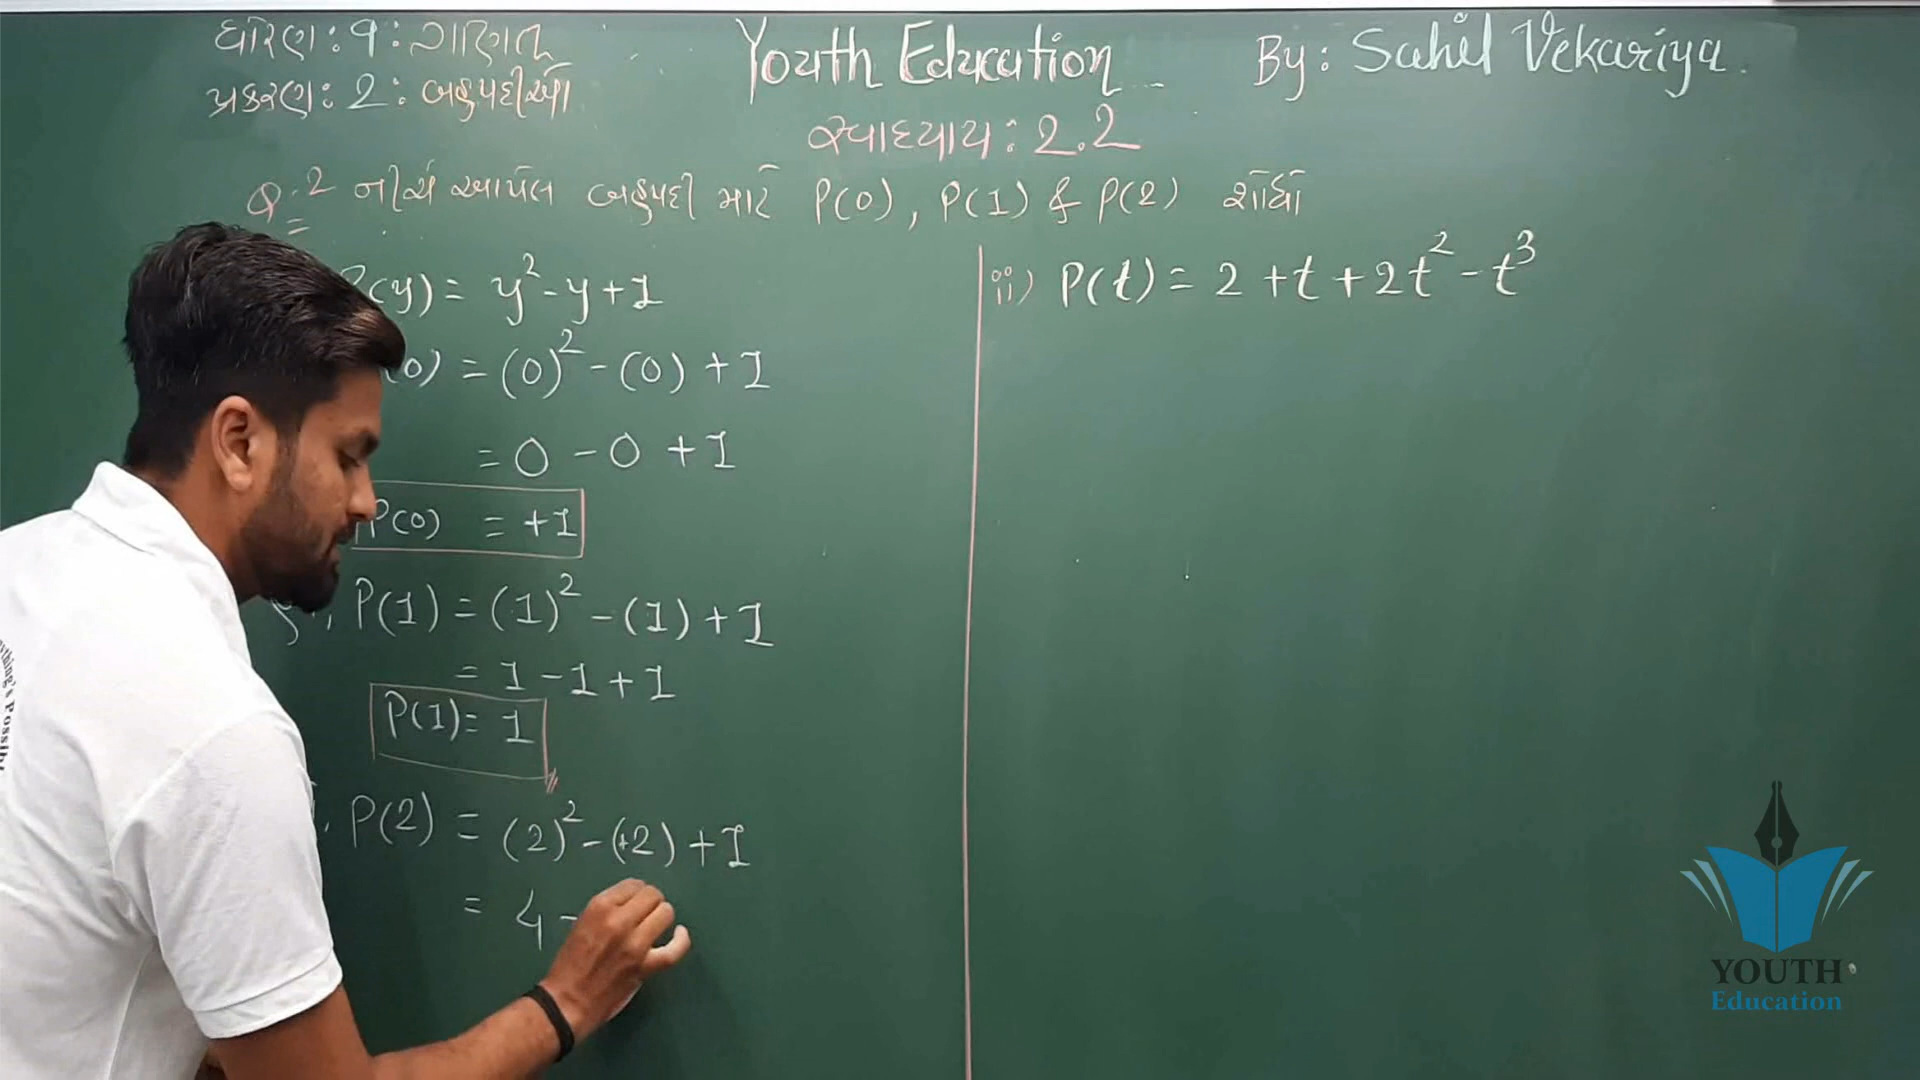 ધોરણ : ૧ : ગણિત
પ્રકરણ : 2 : બહુપદીઓ
Youth Education
By : Sahil Vekariya.
સ્વાધ્યાય : 2.2
Q.2 નીચે આપેલ બહુપદી માટે P(0), P(1) & P(2) શોધો
(y) = y² - y + 1
(0) = (0)² - (0) + 1
= 0 - 0 + 1
P(0) = +1
P(1) = (1)² - (1) + 1
= 1 - 1 + 1
P(1) = 1
P(2) = (2)² - (+2) + 1
= 4 -
ii) P(t) = 2 + t + 2t² - t³
YOUTH
Education